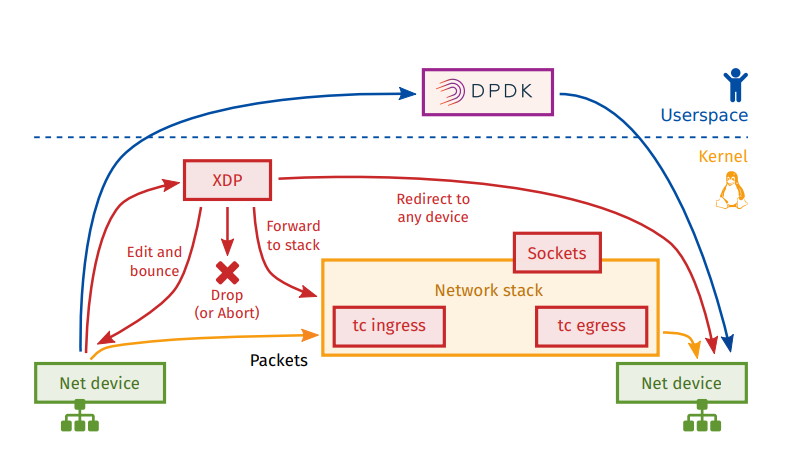 DPDK
Userspace
Kernel
XDP
Redirect to
any device
Edit and
bounce
Forward
to stack
Drop
(or Abort)
Sockets
Network stack
tc ingress
tc egress
Packets
Net device
Net device